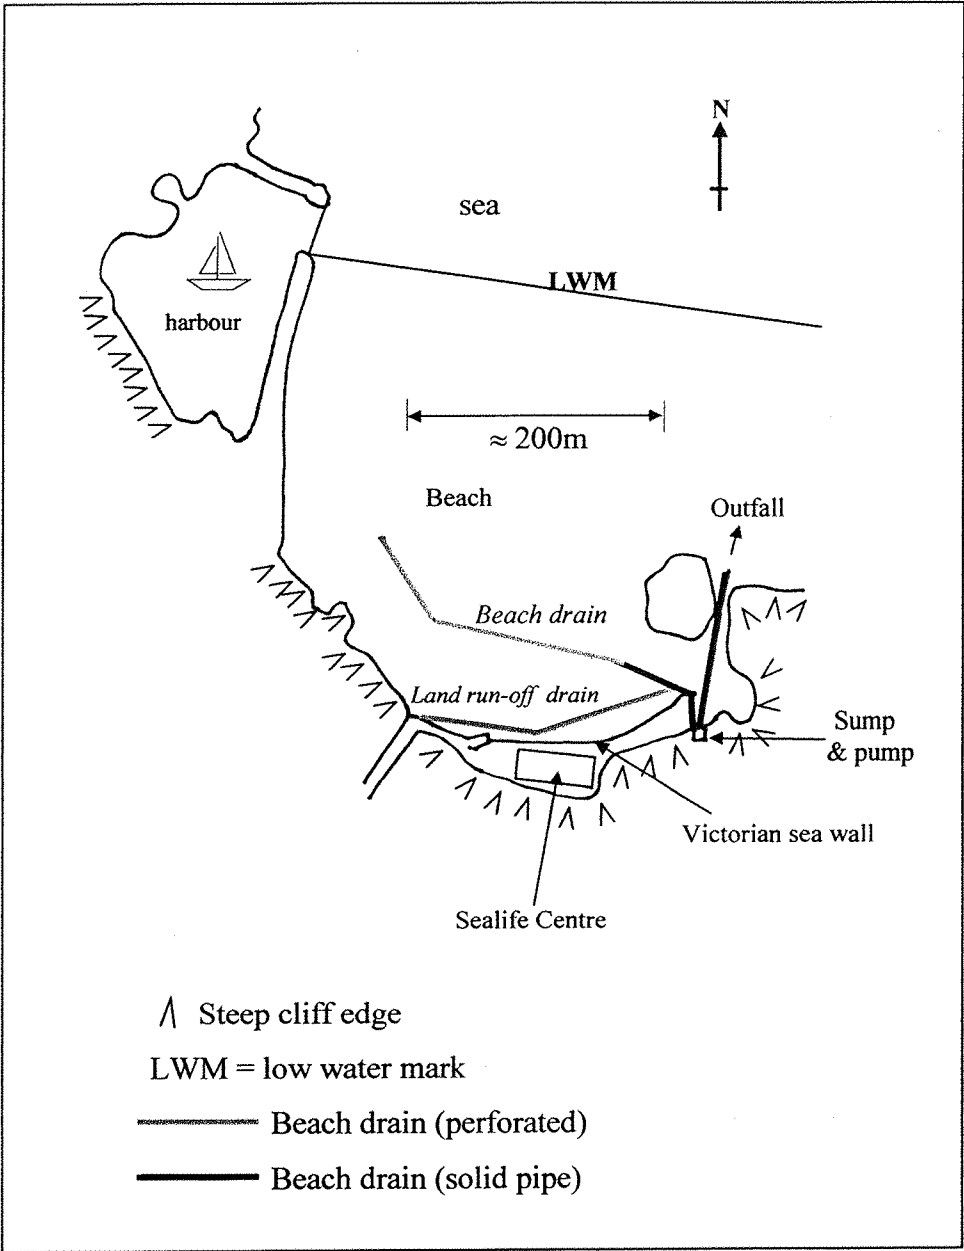 N
sea
LWM
harbour
≈ 200m
Beach
Outfall
Beach drain
Land run-off drain
Sump
& pump
Victorian sea wall
Sealife Centre
Steep cliff edge
LWM = low water mark
Beach drain (perforated)
Beach drain (solid pipe)